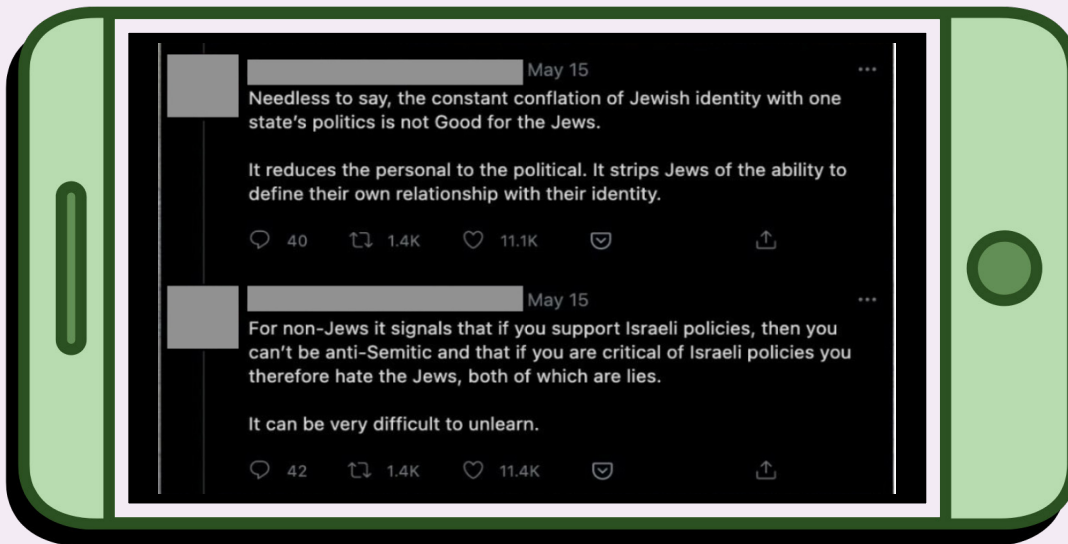 May 15
Needless to say, the constant conflation of Jewish identity with one
state's politics is not Good for the Jews.
It reduces the personal to the political. It strips Jews of the ability to
define their own relationship with their identity.
40 1.4K 11.1K
May 15
For non-Jews it signals that if you support Israeli policies, then you
can't be anti-Semitic and that if you are critical of Israeli policies you
therefore hate the Jews, both of which are lies.
It can be very difficult to unlearn.
42 1.4K 11.4K